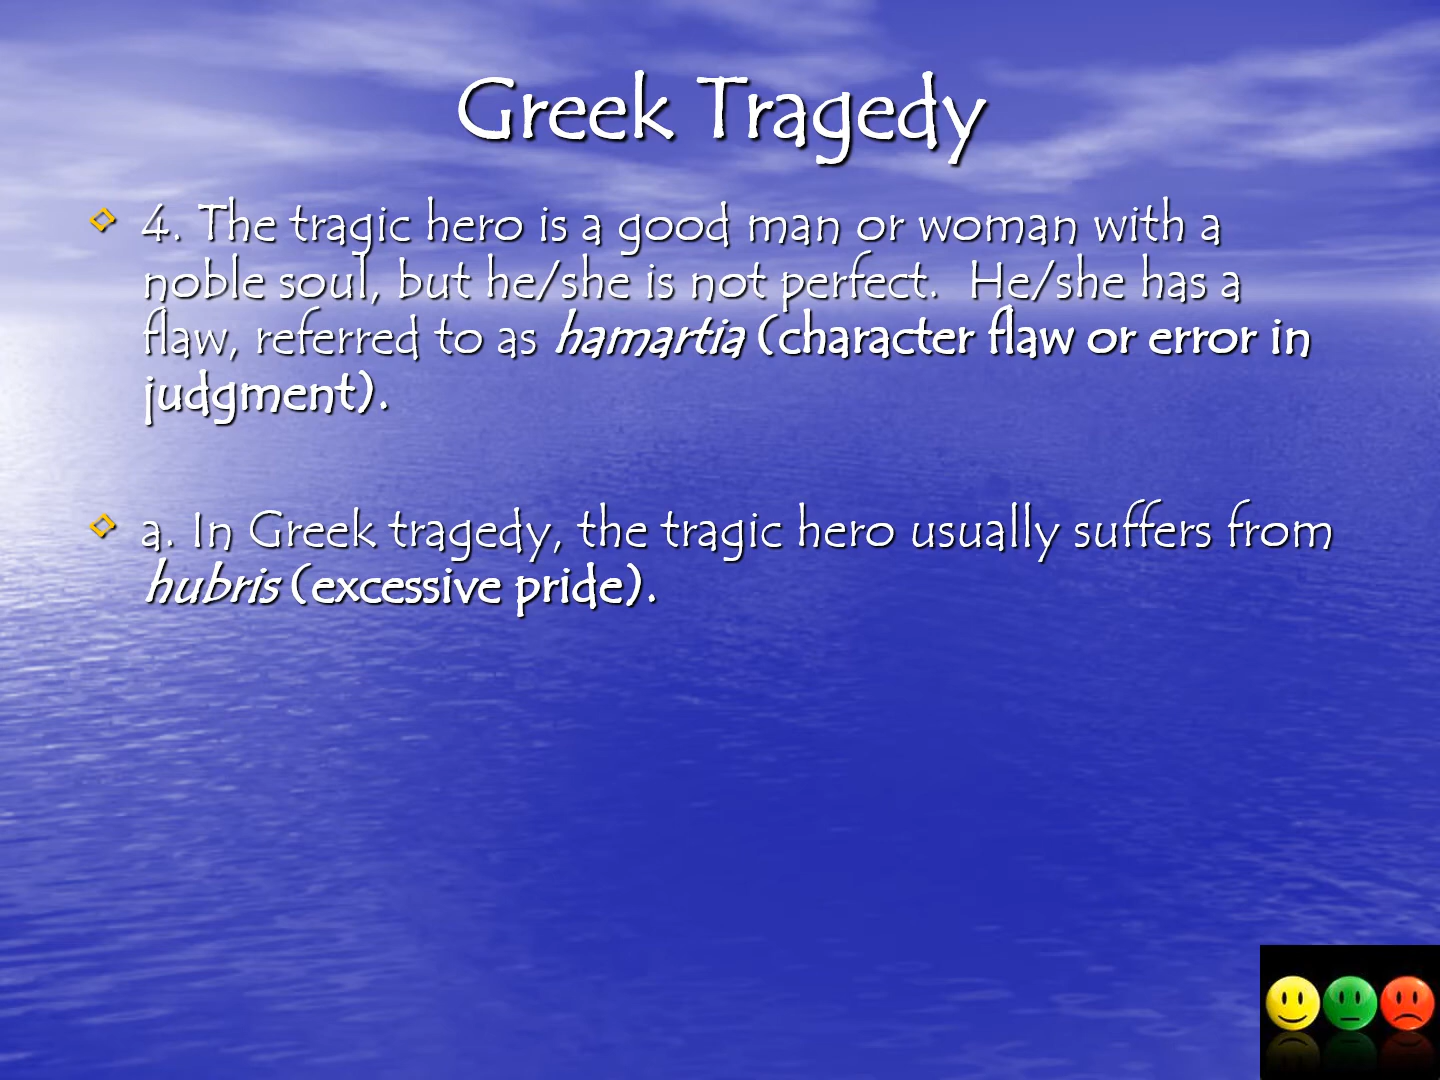 Greek Tragedy
4. The tragic hero is a good man or woman with a
noble soul, but he/she is not perfect. He/she has a
flaw, referred to as hamartia (character flaw or error in
judgment).
a. In Greek tragedy, the tragic hero usually suffers from
hubris (excessive pride).